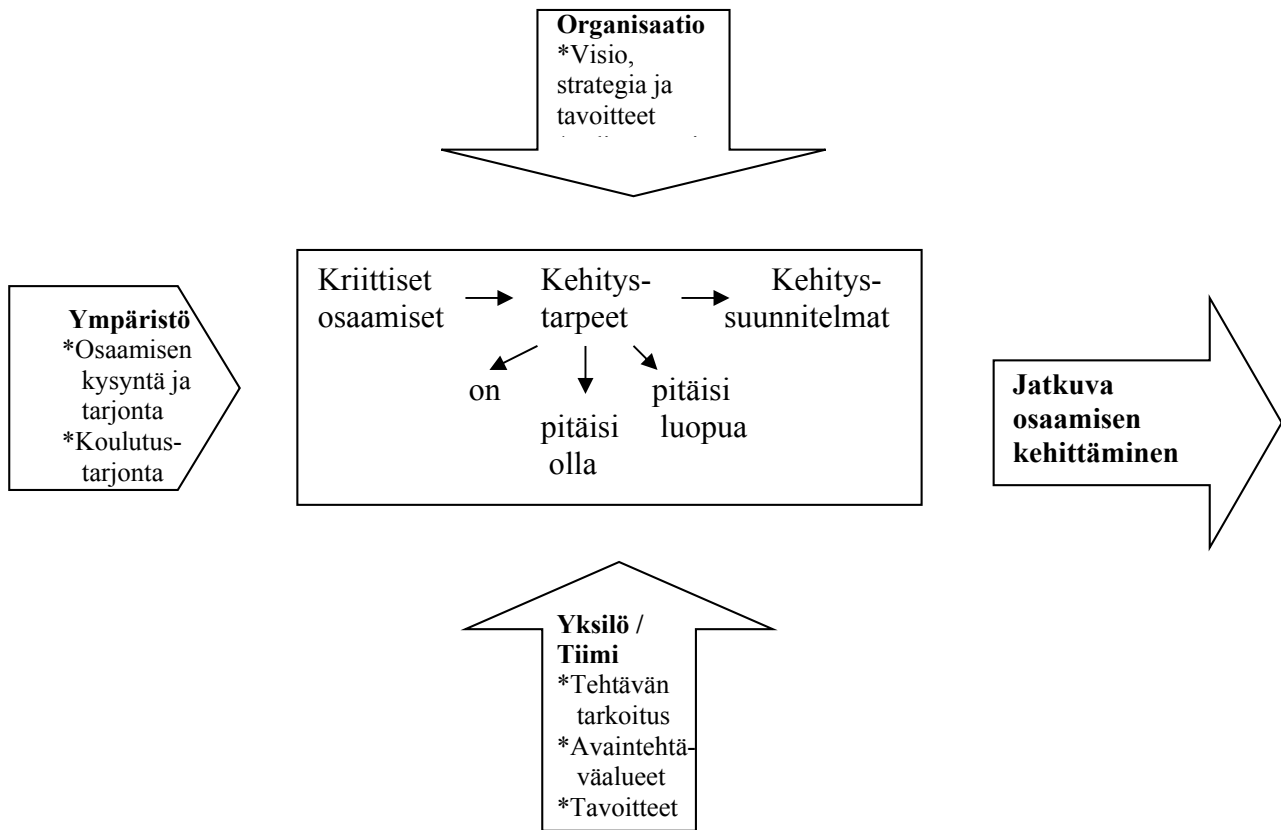 Organisaatio
*Visio,
strategia ja
tavoitteet
Kriittiset
osaamiset
Kehitys-
tarpeet
Kehitys-
suunnitelmat
on
pitäisi
olla
pitäisi
luopua
Ympäristö
*Osaamisen
kysyntä ja
tarjonta
*Koulutus-
tarjonta
Jatkuva
osaamisen
kehittäminen
Yksilö /
Tiimi
*Tehtävän
tarkoitus
*Avaintehtä-
väalueet
*Tavoitteet